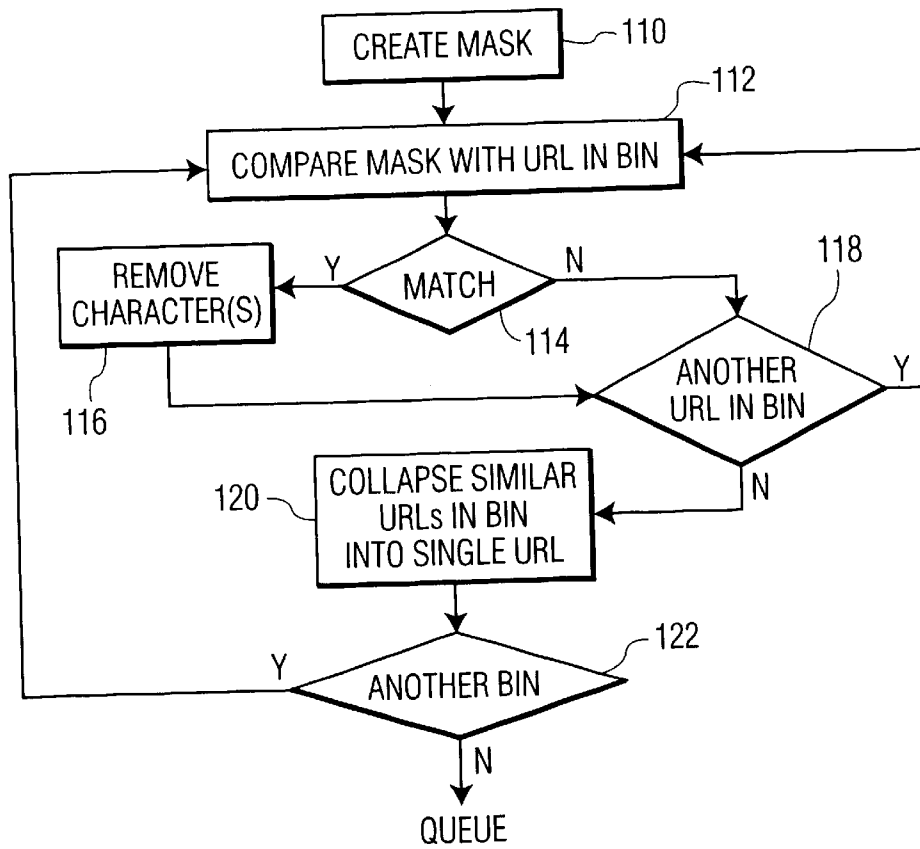 CREATE MASK
110
112
COMPARE MASK WITH URL IN BIN
REMOVE
CHARACTER(S)
Y
MATCH
N
114
116
118
ANOTHER
URL IN BIN
Y
N
120
COLLAPSE SIMILAR
URLs IN BIN
INTO SINGLE URL
122
Y
ANOTHER BIN
N
QUEUE